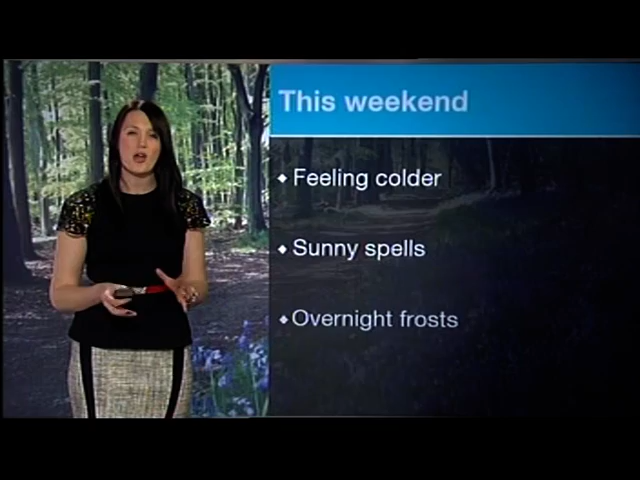 This weekend
Feeling colder
Sunny spells
Overnight frosts